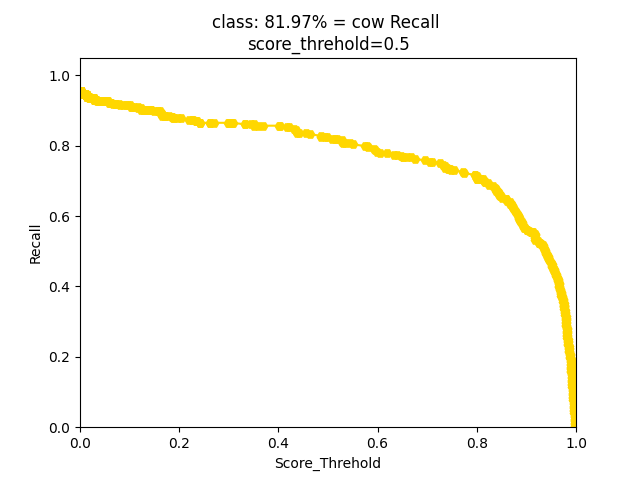 class: 81.97% = cow Recall
score_threhold=0.5
1.0
0.8
0.6
0.4
0.2
0.0
Recall
0.0 0.2 0.4 0.6 0.8 1.0
Score_Threhold